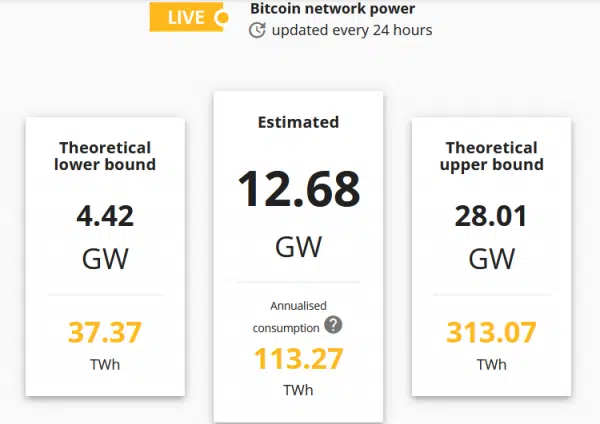 LIVE
Bitcoin network power
updated every 24 hours
Theoretical
lower bound
4.42
GW
37.37
TWh
Estimated
12.68
GW
Annualised
consumption ?
113.27
TWh
Theoretical
upper bound
28.01
GW
313.07
TWh